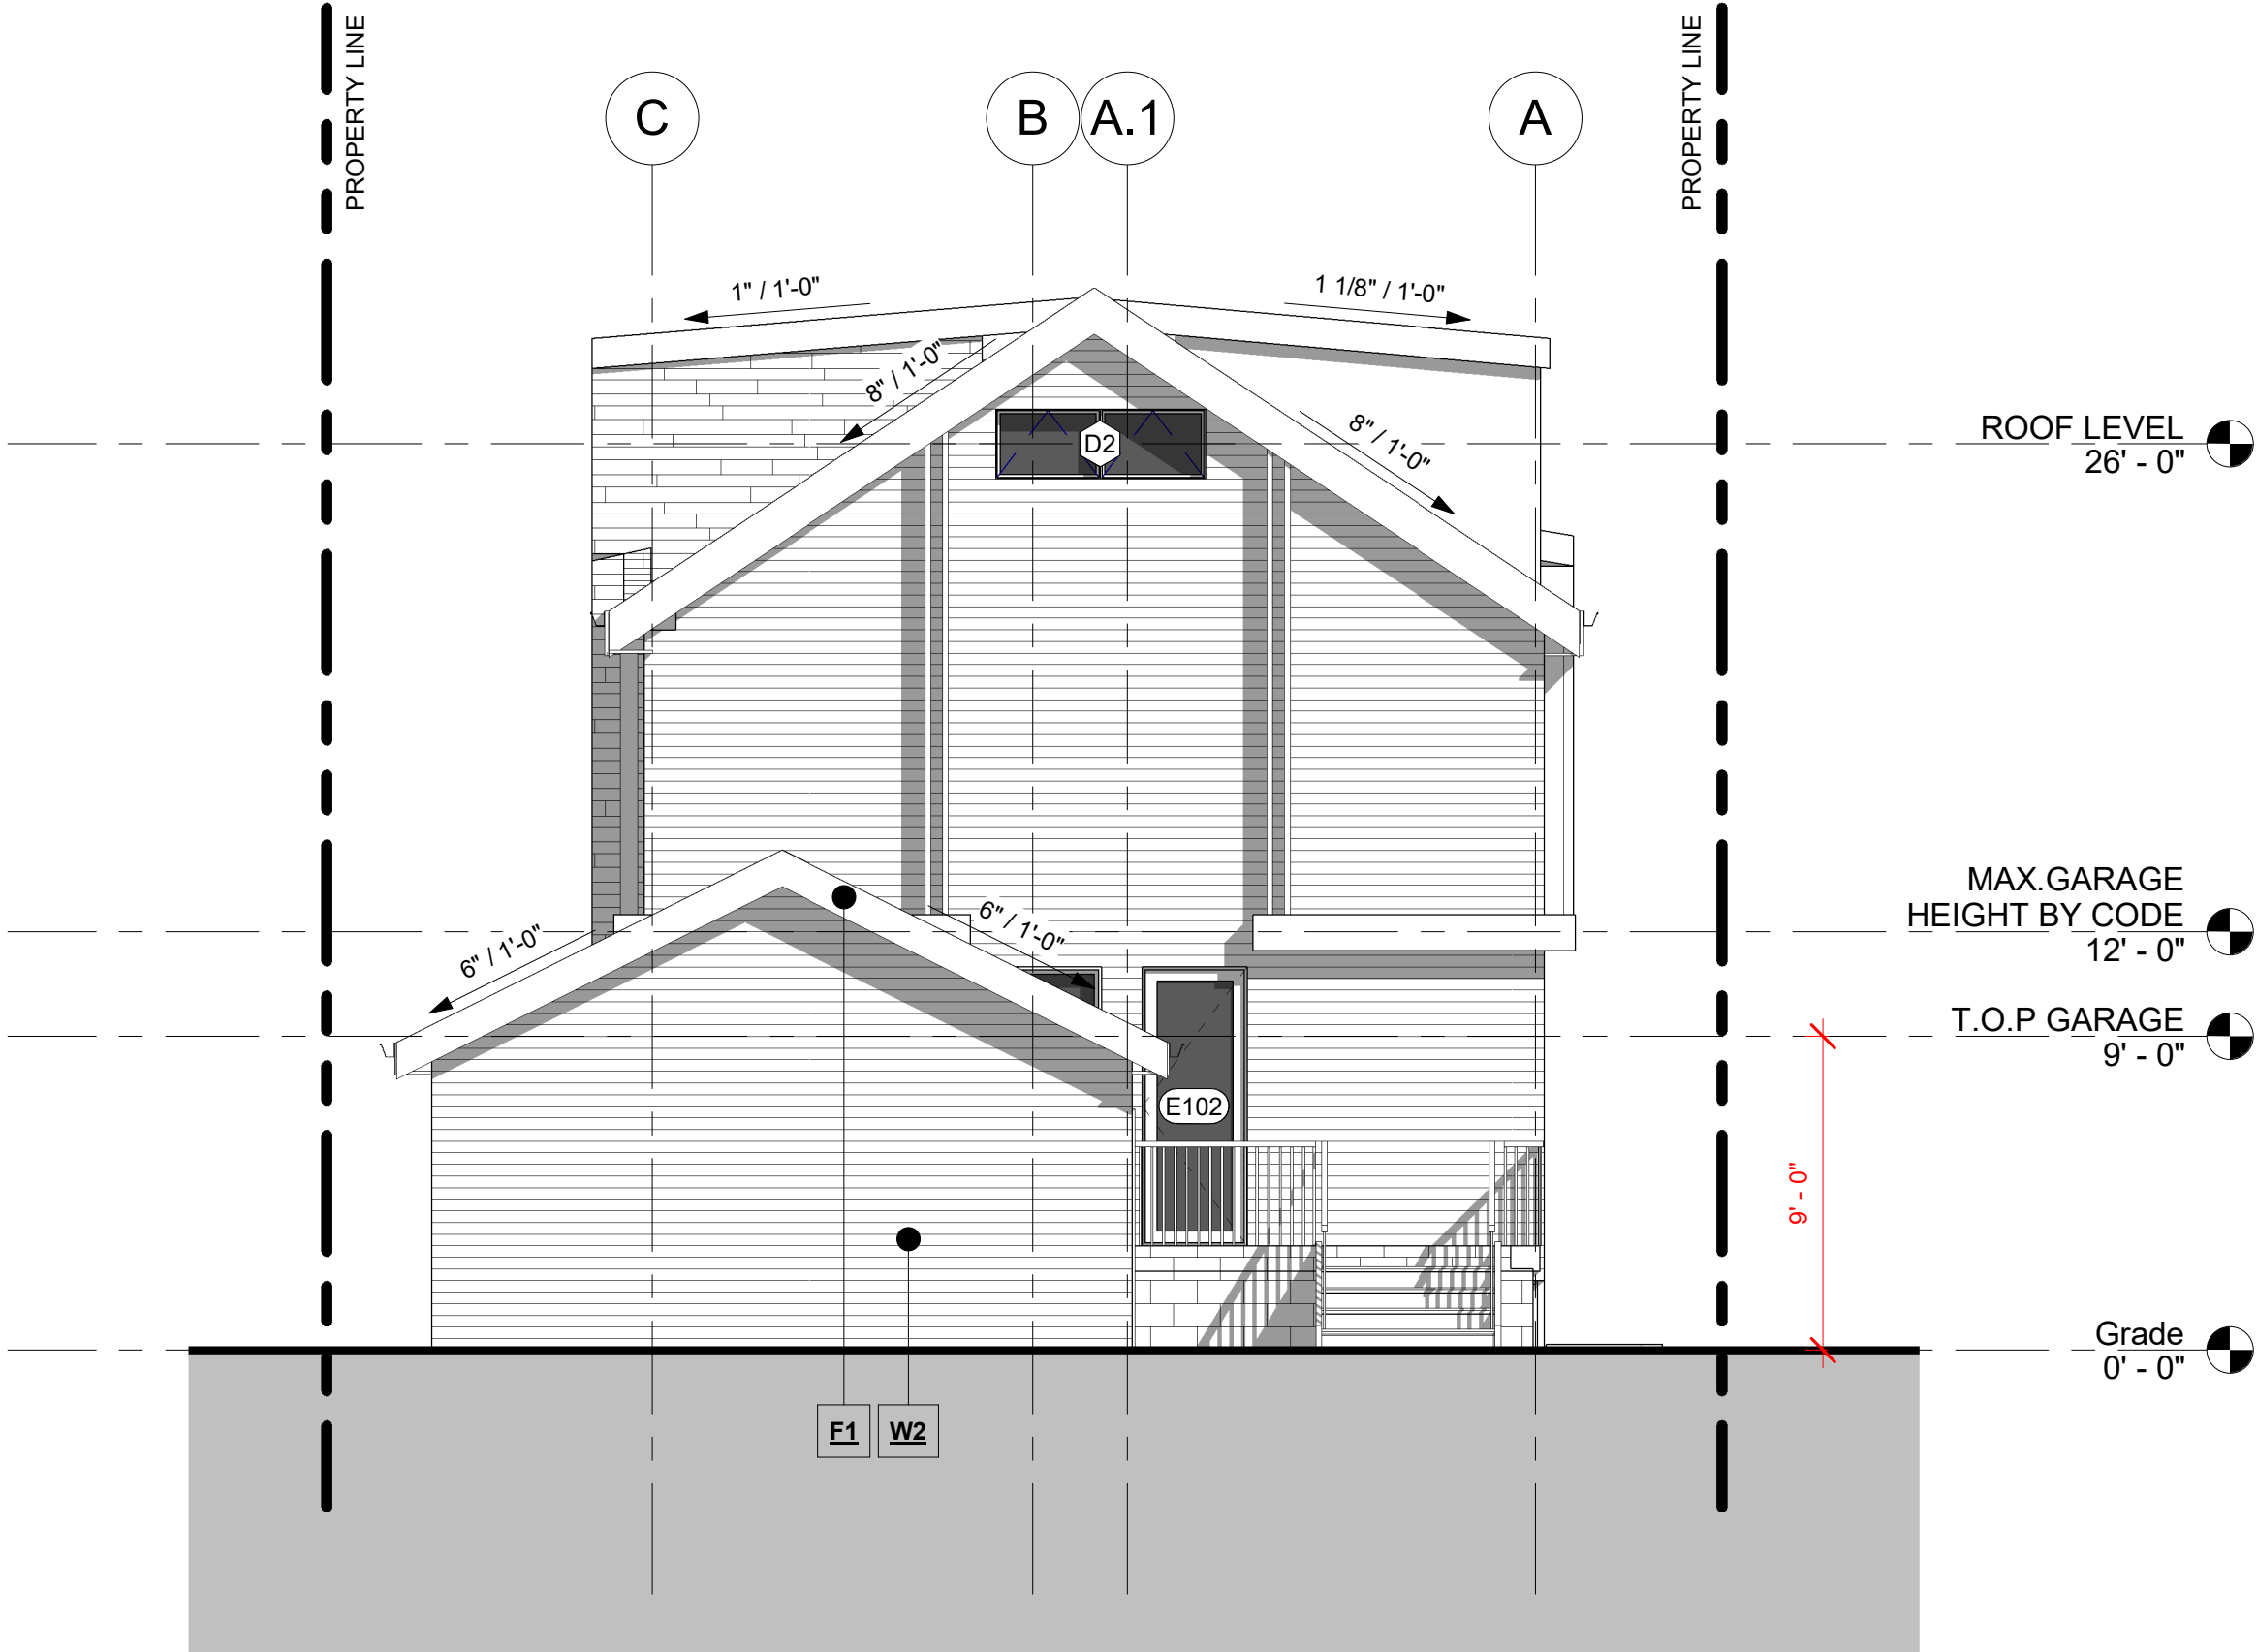 PROPERTY LINE
PROPERTY LINE
C
B
A.1
A
1" / 1'-0"
1 1/8" / 1'-0"
8" / 1'-0"
8" / 1'-0"
D2
ROOF LEVEL
26' - 0"
MAX.GARAGE
HEIGHT BY CODE
12' - 0"
6" / 1'-0"
6" / 1'-0"
T.O.P GARAGE
9' - 0"
E102
9' - 0"
Grade
0' - 0"
F1
W2